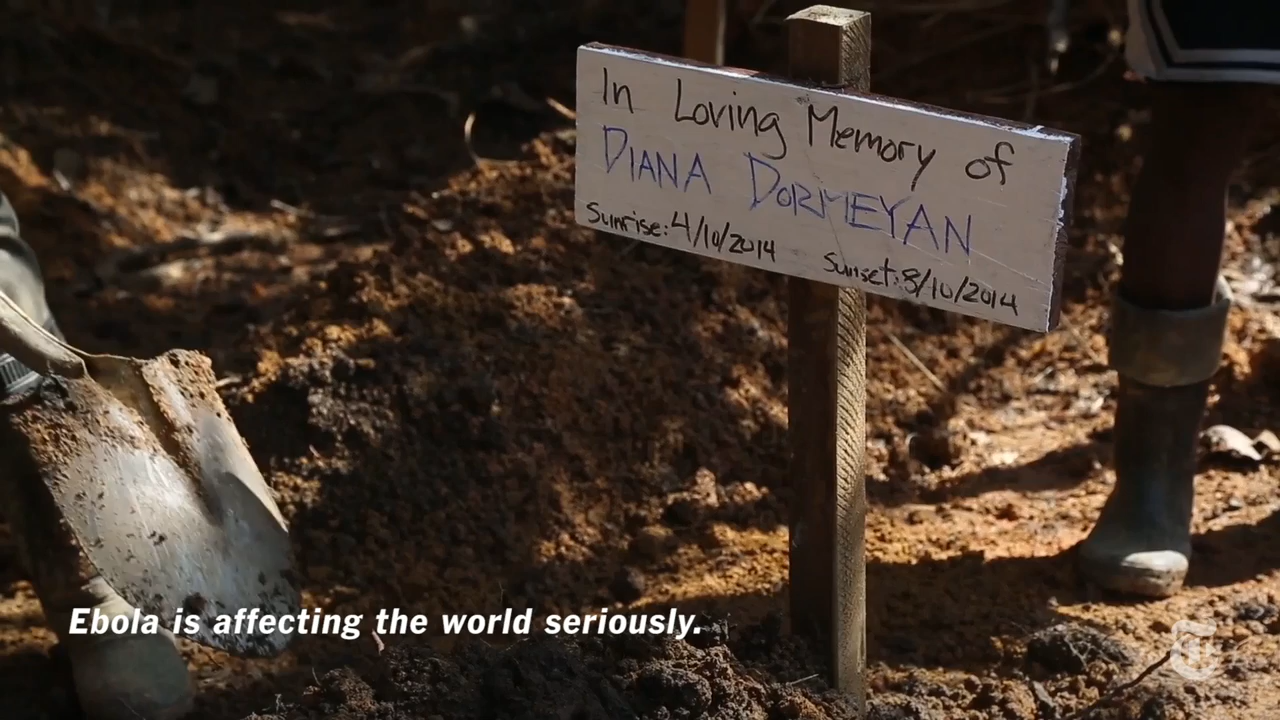 In Loving Memory of
DIANA DORMEYAN
Sunrise: 4/10/2014 Sunset: 8/10/2014
Ebola is affecting the world seriously.
T